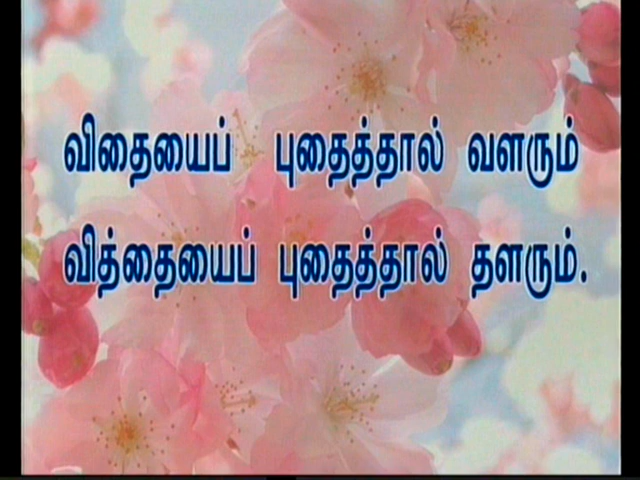 விதையைப் புதைத்தால் வளரும்
வித்தையைப் புதைத்தால் தளரும்.